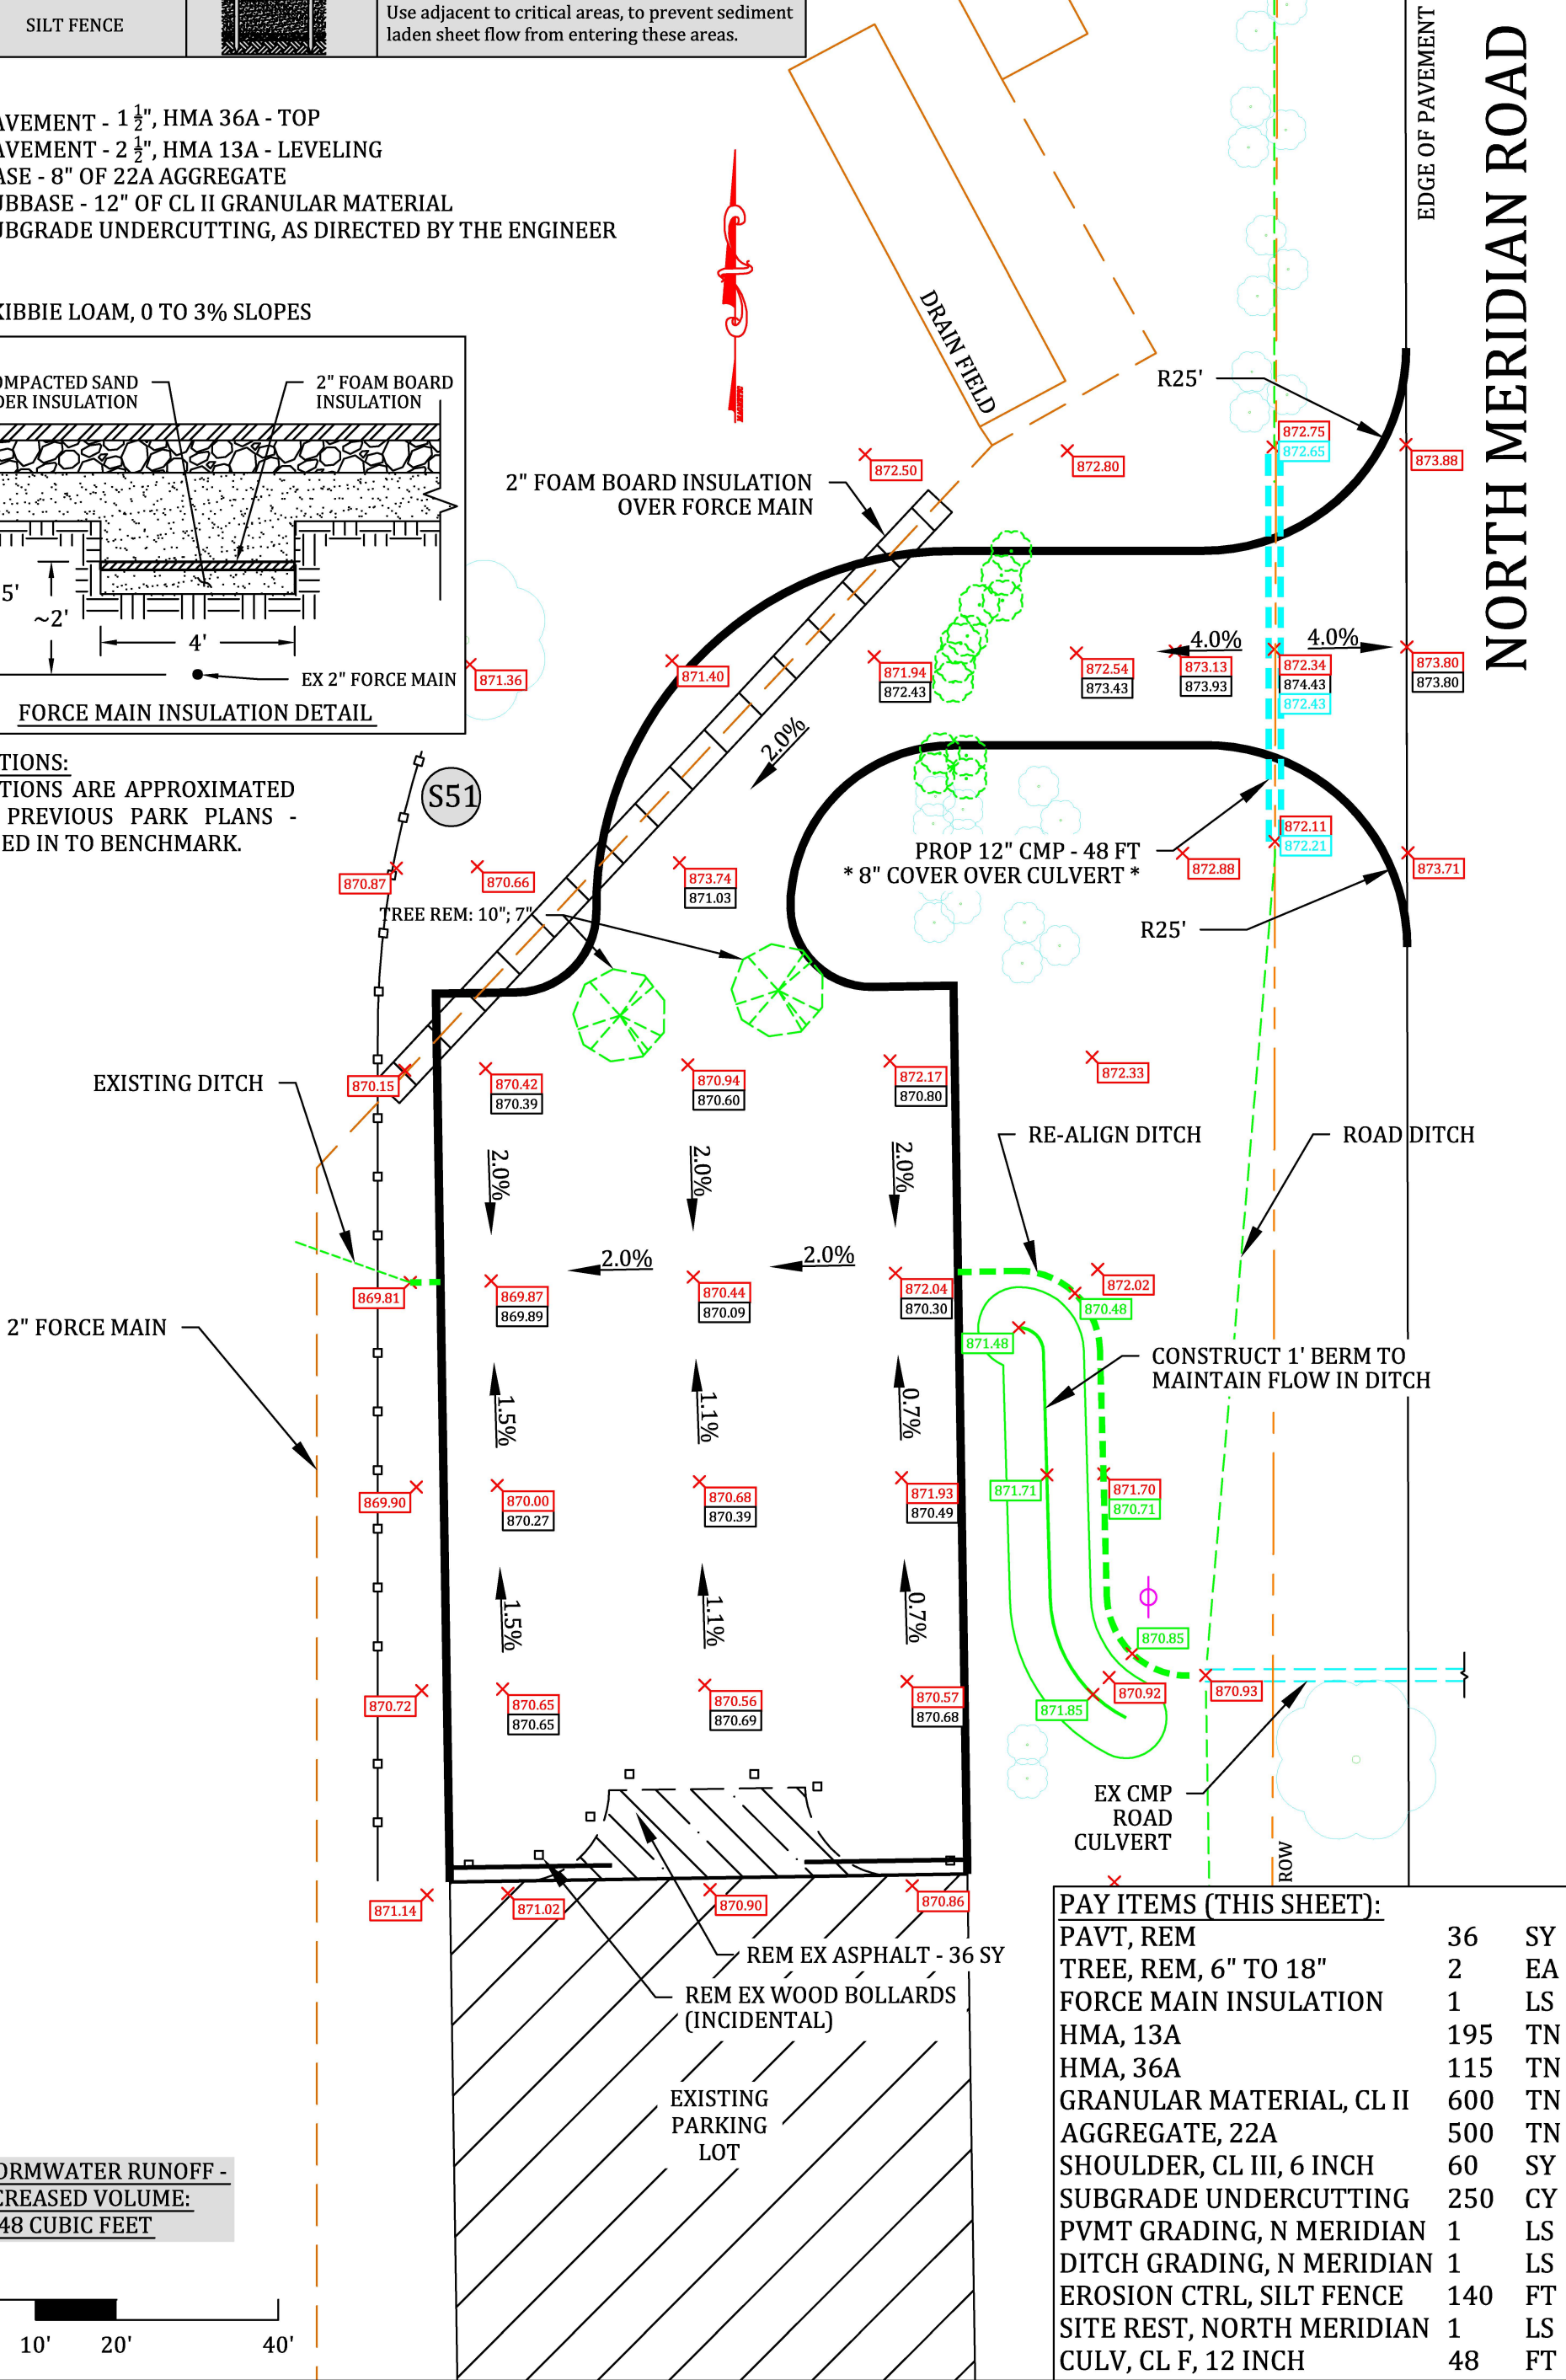 SILT FENCE
Use adjacent to critical areas, to prevent sediment
laden sheet flow from entering these areas.
AVEMENT - 1 1/2", HMA 36A - TOP
AVEMENT - 2 1/2", HMA 13A - LEVELING
ASE - 8" OF 22A AGGREGATE
UBBASE - 12" OF CL II GRANULAR MATERIAL
UBGRADE UNDERCUTTING, AS DIRECTED BY THE ENGINEER
KIBBIE LOAM, 0 TO 3% SLOPES
OMPACTED SAND
DER INSULATION
2" FOAM BOARD
INSULATION
5'
~2'
4'
EX 2" FORCE MAIN
FORCE MAIN INSULATION DETAIL
TIONS:
TIONS ARE APPROXIMATED
PREVIOUS PARK PLANS -
ED IN TO BENCHMARK.
S51
DRAIN FIELD
EDGE OF PAVEMENT
NORTH MERIDIAN ROAD
R25'
872.75
872.65
873.88
872.50
872.80
2" FOAM BOARD INSULATION
OVER FORCE MAIN
871.36
871.40
871.94
872.43
872.54
873.43
4.0%
873.13
873.93
4.0%
872.34
874.43
872.43
873.80
873.80
2.0%
872.11
872.21
PROP 12" CMP - 48 FT
* 8" COVER OVER CULVERT *
872.88
873.71
R25'
870.87
870.66
873.74
871.03
TREE REM: 10"; 7"
EXISTING DITCH
870.15
870.42
870.39
870.94
870.60
872.17
870.80
872.33
RE-ALIGN DITCH
ROAD DITCH
2.0%
2.0%
2.0%
2.0%
2.0%
869.81
869.87
869.89
870.44
870.09
872.04
870.30
872.02
870.48
871.48
2" FORCE MAIN
CONSTRUCT 1' BERM TO
MAINTAIN FLOW IN DITCH
1.5%
1.1%
0.7%
869.90
870.00
870.27
870.68
870.39
871.93
870.49
871.71
871.70
870.71
1.5%
1.1%
0.7%
870.85
870.72
870.65
870.65
870.56
870.69
870.57
870.68
871.85
870.92
870.93
EX CMP
ROAD
CULVERT
ROW
871.14
871.02
870.90
870.86
REM EX ASPHALT - 36 SY
REM EX WOOD BOLLARDS
(INCIDENTAL)
EXISTING
PARKING
LOT
ORMWATER RUNOFF -
CREASED VOLUME:
48 CUBIC FEET
10' 20' 40'
PAY ITEMS (THIS SHEET):
PAVT, REM 36 SY
TREE, REM, 6" TO 18" 2 EA
FORCE MAIN INSULATION 1 LS
HMA, 13A 195 TN
HMA, 36A 115 TN
GRANULAR MATERIAL, CL II 600 TN
AGGREGATE, 22A 500 TN
SHOULDER, CL III, 6 INCH 60 SY
SUBGRADE UNDERCUTTING 250 CY
PVMT GRADING, N MERIDIAN 1 LS
DITCH GRADING, N MERIDIAN 1 LS
EROSION CTRL, SILT FENCE 140 FT
SITE REST, NORTH MERIDIAN 1 LS
CULV, CL F, 12 INCH 48 FT